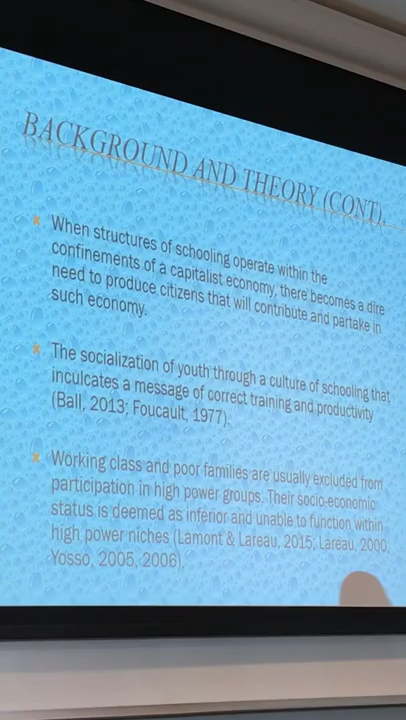 BACKGROUND AND THEORY (CONT).
When structures of schooling operate within the
confinements of a capitalist economy, there becomes a dire
need to produce citizens that will contribute and partake in
such economy.
The socialization of youth through a culture of schooling that
inculcates a message of correct training and productivity
(Ball, 2013; Foucault, 1977).
Working class and poor families are usually excluded from
participation in high power groups. Their socio-economic
status is deemed as inferior and unable to function within
high power niches (Lamont & Lareau, 2015; Lareau, 2000;
Yosso, 2005, 2006).